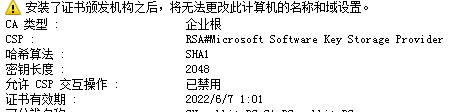 安装了证书颁发机构之后，将无法更改此计算机的名称和域设置。
CA 类型： 企业根
CSP： RSA#Microsoft Software Key Storage Provider
哈希算法： SHA1
密钥长度： 2048
允许 CSP 交互操作： 已禁用
证书有效期： 2022/6/7 1:01